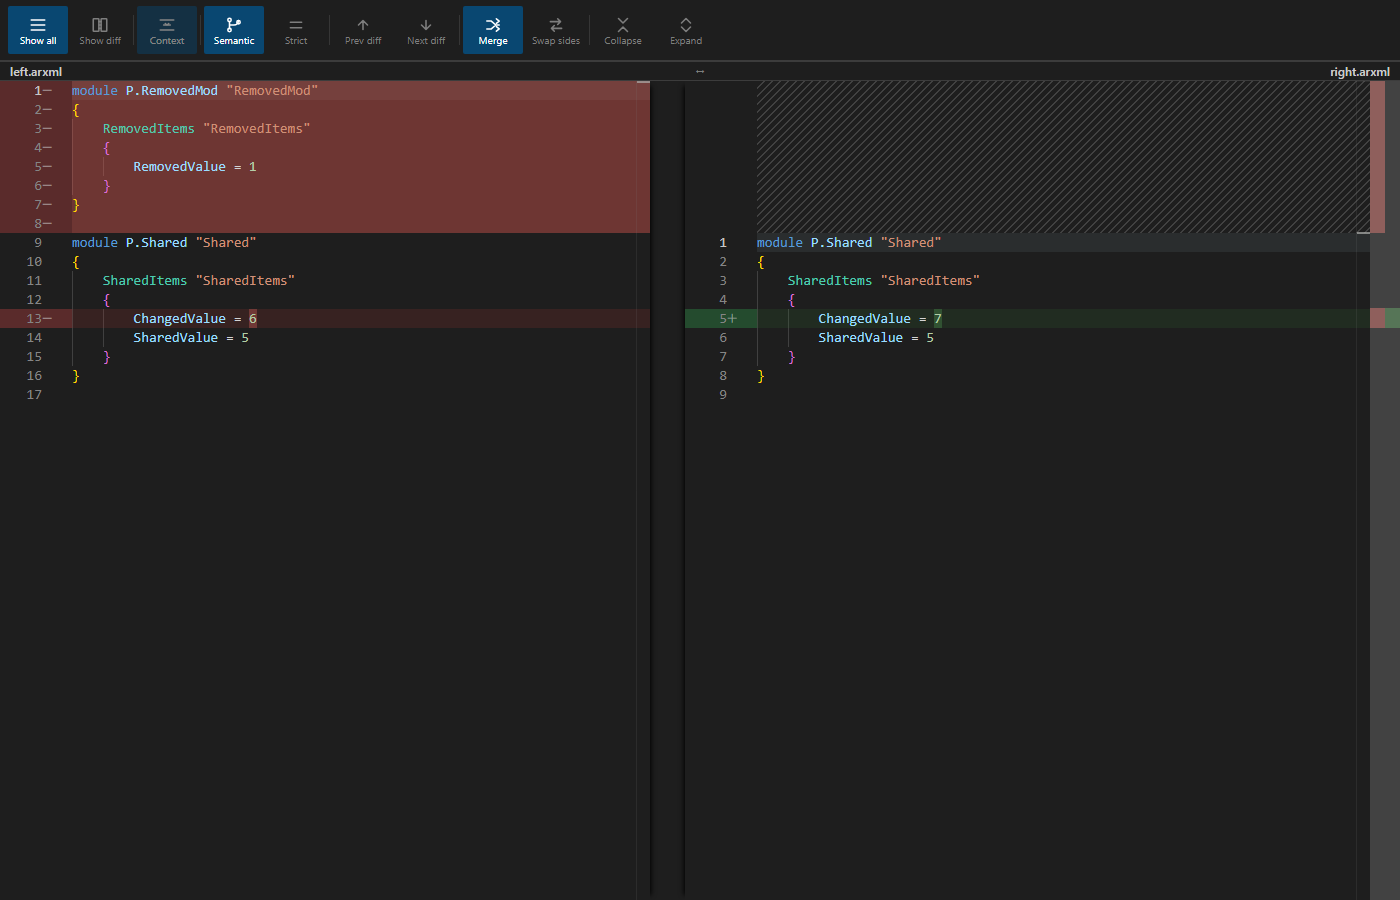 Show all Show diff Context Semantic Strict Prev diff Next diff Merge Swap sides Collapse Expand
left.arxml ↔ right.arxml
1− module P.RemovedMod "RemovedMod"
2− {
3− RemovedItems "RemovedItems"
4− {
5− RemovedValue = 1
6− }
7− }
8−
9 module P.Shared "Shared"
10 {
11 SharedItems "SharedItems"
12 {
13− ChangedValue = 6
14 SharedValue = 5
15 }
16 }
17
1 module P.Shared "Shared"
2 {
3 SharedItems "SharedItems"
4 {
5+ ChangedValue = 7
6 SharedValue = 5
7 }
8 }
9